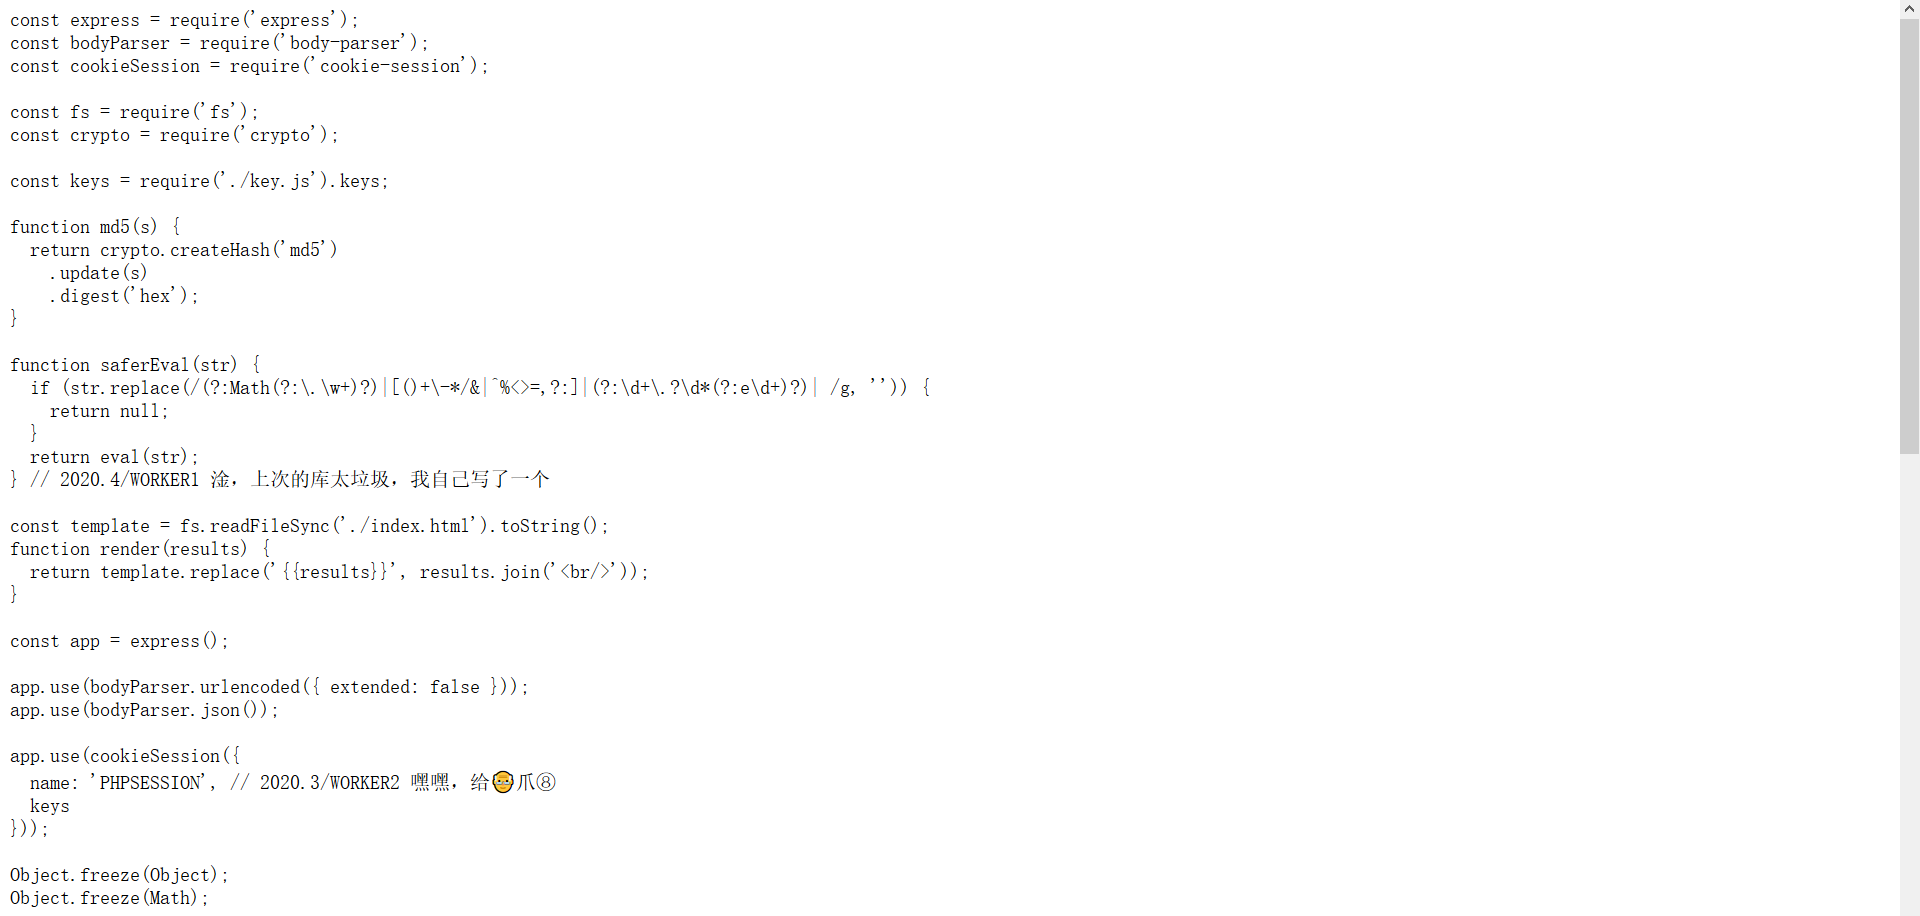 const express = require('express');
const bodyParser = require('body-parser');
const cookieSession = require('cookie-session');

const fs = require('fs');
const crypto = require('crypto');

const keys = require('./key.js').keys;

function md5(s) {
  return crypto.createHash('md5')
    .update(s)
    .digest('hex');
}

function saferEval(str) {
  if (str.replace(/(?:Math(?:\.\w+)?)|[()+\-*/&|^%<>=,?:]|(?:\d+\.?\d*(?:e\d+)?)| /g, '')) {
    return null;
  }
  return eval(str);
} // 2020.4/WORKER1 淦，上次的库太垃圾，我自己写了一个

const template = fs.readFileSync('./index.html').toString();
function render(results) {
  return template.replace('{{results}}', results.join('<br/>'));
}

const app = express();

app.use(bodyParser.urlencoded({ extended: false }));
app.use(bodyParser.json());

app.use(cookieSession({
  name: 'PHPSESSION', // 2020.3/WORKER2 嘿嘿，给👴爪⑧
  keys
}));

Object.freeze(Object);
Object.freeze(Math);